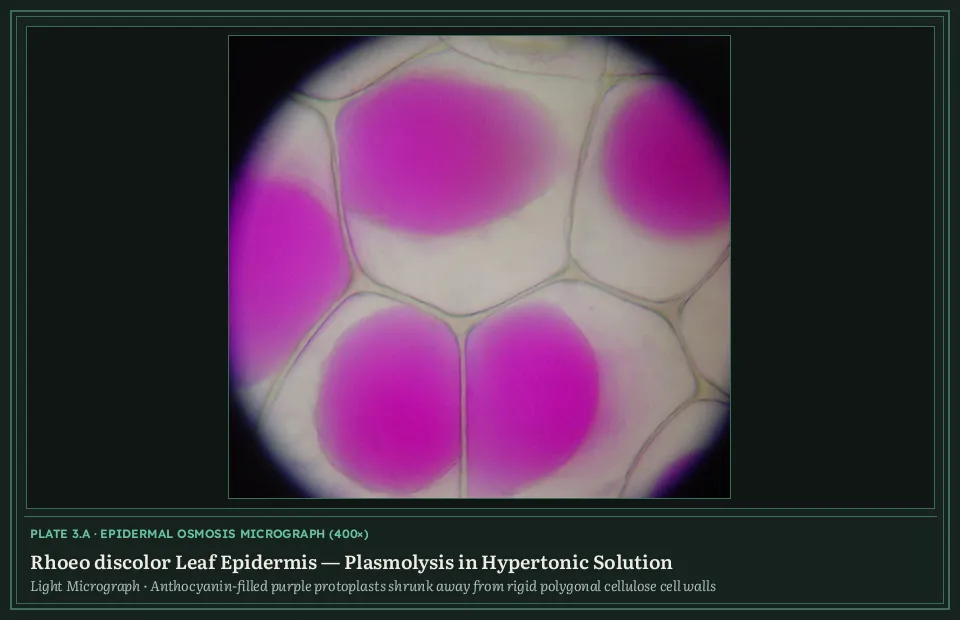 PLATE 3.A · EPIDERMAL OSMOSIS MICROGRAPH (400×)
Rhoeo discolor Leaf Epidermis — Plasmolysis in Hypertonic Solution
Light Micrograph · Anthocyanin-filled purple protoplasts shrunk away from rigid polygonal cellulose cell walls